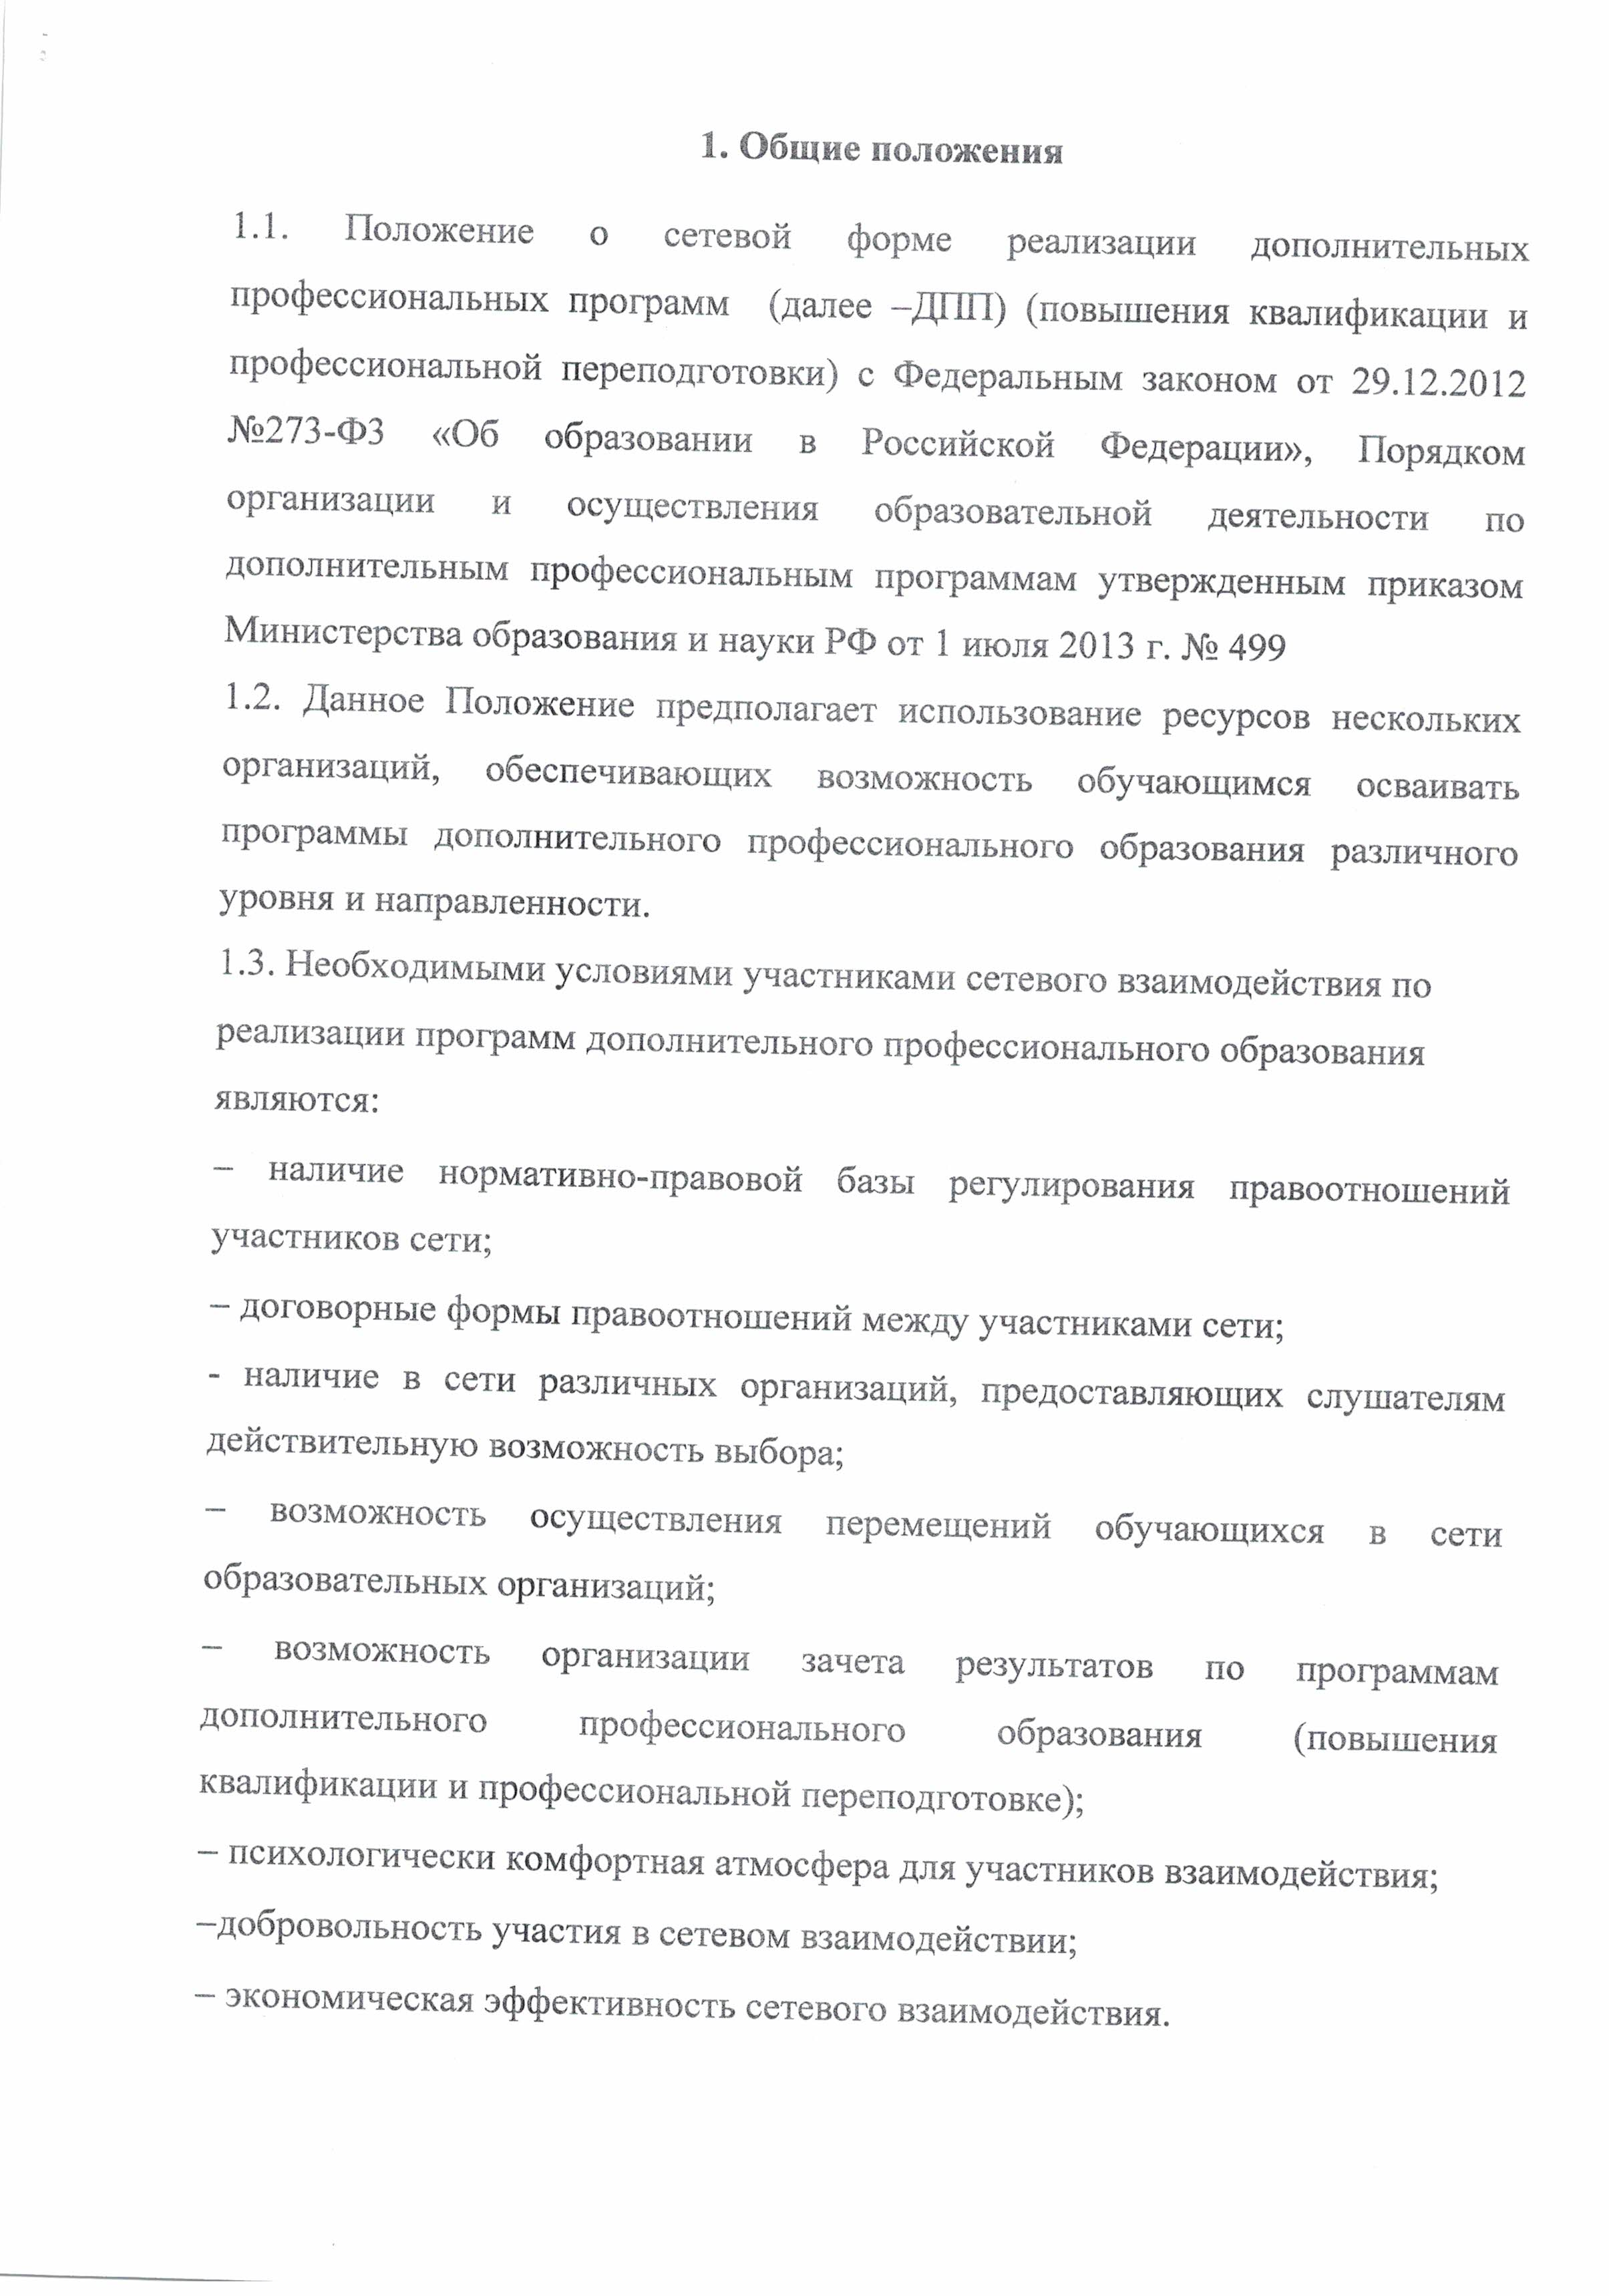 1. Общие положения
1.1. Положение о сетевой форме реализации дополнительных
профессиональных программ (далее –ДПП) (повышения квалификации и
профессиональной переподготовки) с Федеральным законом от 29.12.2012
№273-ФЗ «Об образовании в Российской Федерации», Порядком
организации и осуществления образовательной деятельности по
дополнительным профессиональным программам утвержденным приказом
Министерства образования и науки РФ от 1 июля 2013 г. № 499
1.2. Данное Положение предполагает использование ресурсов нескольких
организаций, обеспечивающих возможность обучающимся осваивать
программы дополнительного профессионального образования различного
уровня и направленности.
1.3. Необходимыми условиями участниками сетевого взаимодействия по
реализации программ дополнительного профессионального образования
являются:
– наличие нормативно-правовой базы регулирования правоотношений
участников сети;
– договорные формы правоотношений между участниками сети;
- наличие в сети различных организаций, предоставляющих слушателям
действительную возможность выбора;
– возможность осуществления перемещений обучающихся в сети
образовательных организаций;
– возможность организации зачета результатов по программам
дополнительного профессионального образования (повышения
квалификации и профессиональной переподготовке);
– психологически комфортная атмосфера для участников взаимодействия;
–добровольность участия в сетевом взаимодействии;
– экономическая эффективность сетевого взаимодействия.